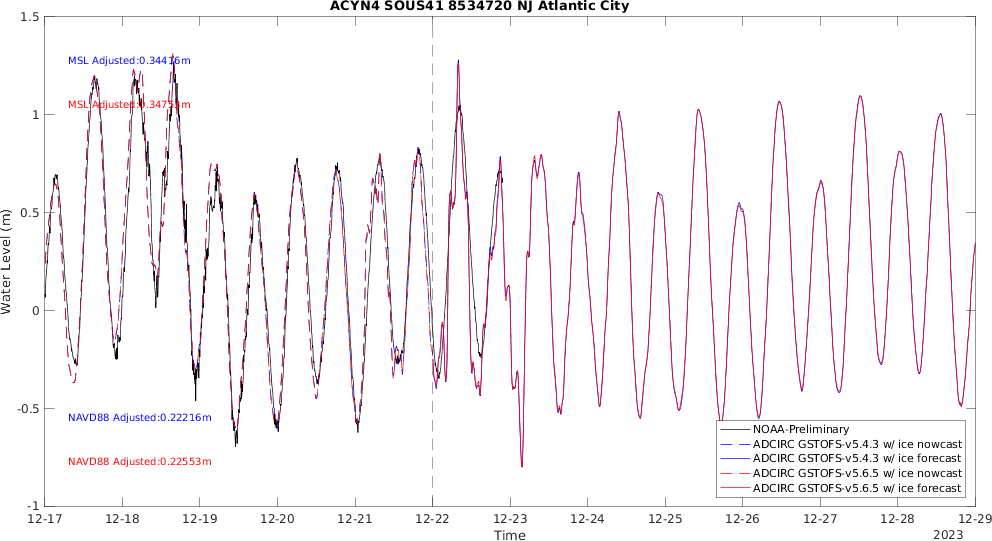 ACYN4 SOUS41 8534720 NJ Atlantic City
1.5
1
0.5
0
-0.5
-1
Water Level (m)
MSL Adjusted:0.34416m
MSL Adjusted:
NAVD88 Adjusted:0.22216m
NAVD88 Adjusted:0.22553m
NOAA-Preliminary
ADCIRC GSTOFS-v5.4.3 w/ ice nowcast
ADCIRC GSTOFS-v5.4.3 w/ ice forecast
ADCIRC GSTOFS-v5.6.5 w/ ice nowcast
ADCIRC GSTOFS-v5.6.5 w/ ice forecast
12-17 12-18 12-19 12-20 12-21 12-22 12-23 12-24 12-25 12-26 12-27 12-28 12-29
Time
2023